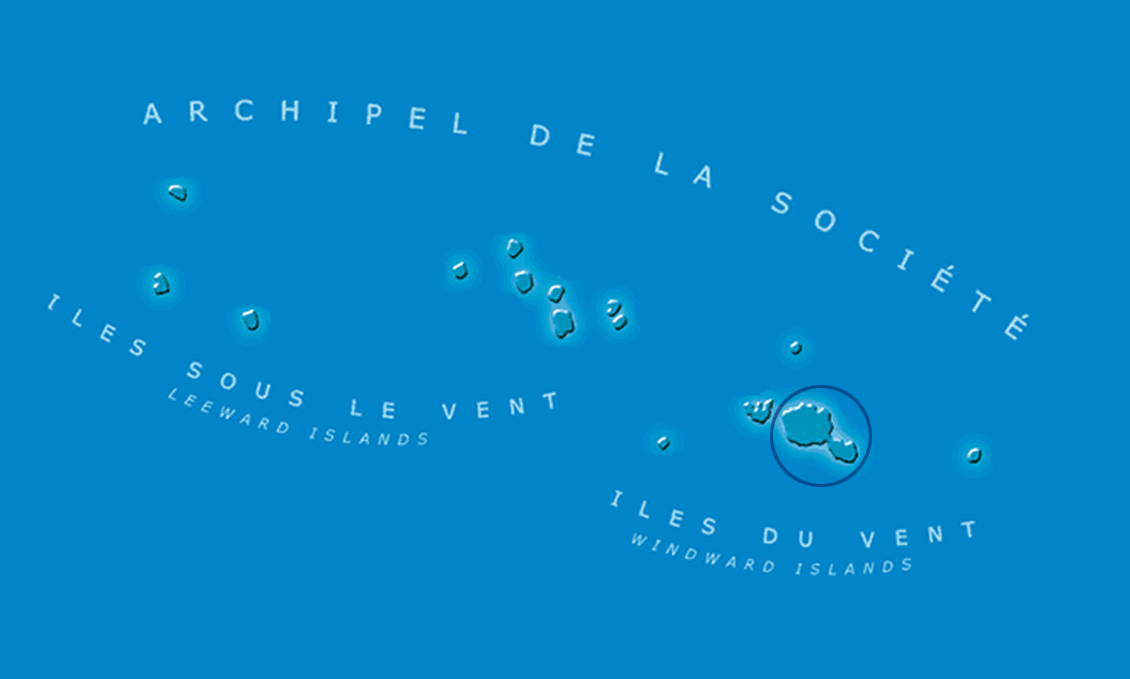 ARCHIPEL DE LA SOCIÉTÉ
ILES SOUS LE VENT
LEEWARD ISLANDS
ILES DU VENT
WINDWARD ISLANDS